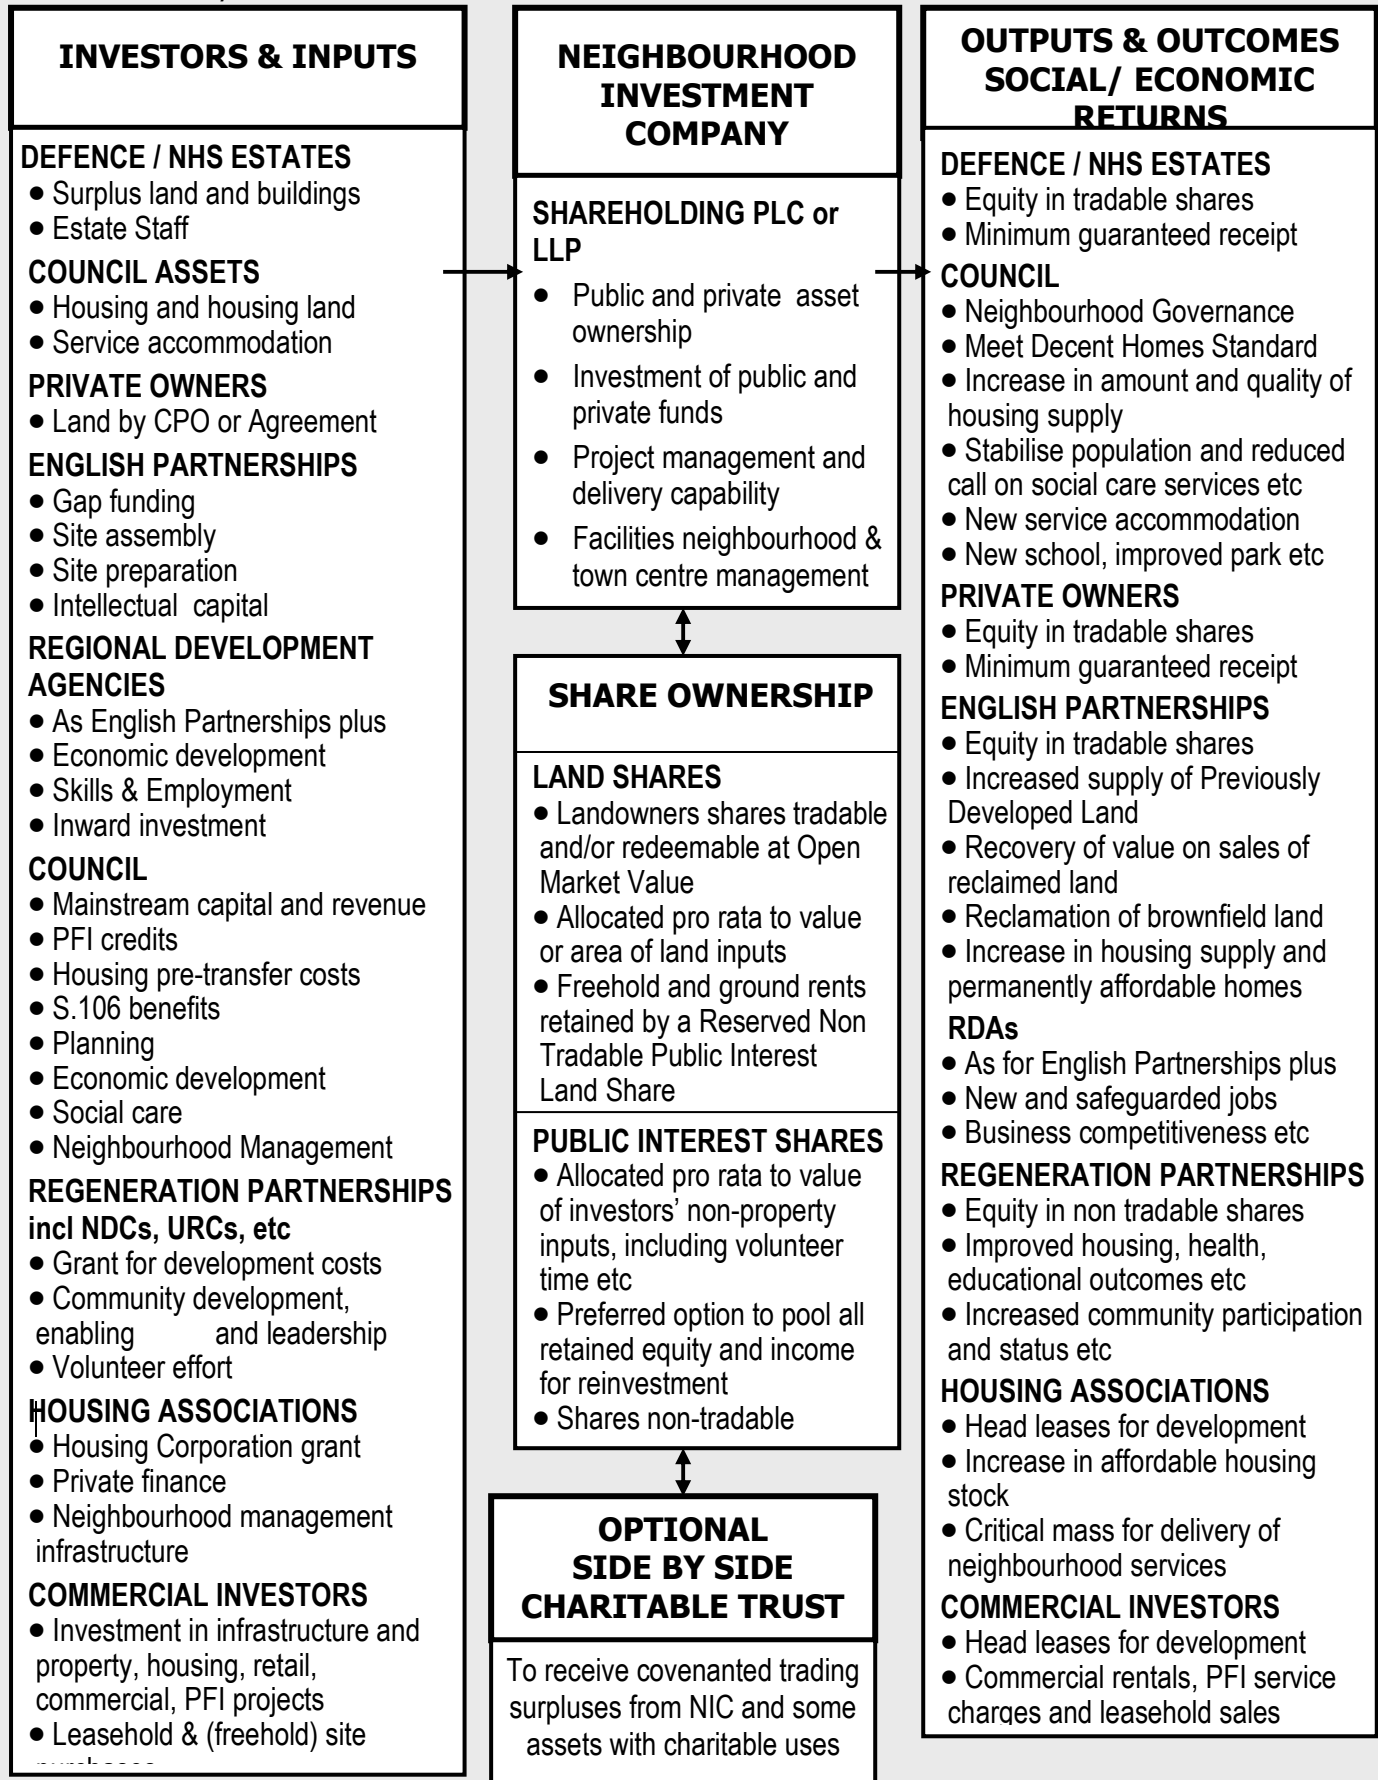 INVESTORS & INPUTS
DEFENCE / NHS ESTATES
● Surplus land and buildings
● Estate Staff
COUNCIL ASSETS
● Housing and housing land
● Service accommodation
PRIVATE OWNERS
● Land by CPO or Agreement
ENGLISH PARTNERSHIPS
● Gap funding
● Site assembly
● Site preparation
● Intellectual capital
REGIONAL DEVELOPMENT
AGENCIES
● As English Partnerships plus
● Economic development
● Skills & Employment
● Inward investment
COUNCIL
● Mainstream capital and revenue
● PFI credits
● Housing pre-transfer costs
● S.106 benefits
● Planning
● Economic development
● Social care
● Neighbourhood Management
REGENERATION PARTNERSHIPS
incl NDCs, URCs, etc
● Grant for development costs
● Community development,
enabling and leadership
● Volunteer effort
HOUSING ASSOCIATIONS
● Housing Corporation grant
● Private finance
● Neighbourhood management
infrastructure
COMMERCIAL INVESTORS
● Investment in infrastructure and
property, housing, retail,
commercial, PFI projects
● Leasehold & (freehold) site
NEIGHBOURHOOD
INVESTMENT
COMPANY
SHAREHOLDING PLC or
LLP
● Public and private asset
ownership
● Investment of public and
private funds
● Project management and
delivery capability
● Facilities neighbourhood &
town centre management
SHARE OWNERSHIP
LAND SHARES
● Landowners shares tradable
and/or redeemable at Open
Market Value
● Allocated pro rata to value
or area of land inputs
● Freehold and ground rents
retained by a Reserved Non
Tradable Public Interest
Land Share
PUBLIC INTEREST SHARES
● Allocated pro rata to value
of investors’ non-property
inputs, including volunteer
time etc
● Preferred option to pool all
retained equity and income
for reinvestment
● Shares non-tradable
OPTIONAL
SIDE BY SIDE
CHARITABLE TRUST
To receive covenanted trading
surpluses from NIC and some
assets with charitable uses
OUTPUTS & OUTCOMES
SOCIAL/ ECONOMIC
RETURNS
DEFENCE / NHS ESTATES
● Equity in tradable shares
● Minimum guaranteed receipt
COUNCIL
● Neighbourhood Governance
● Meet Decent Homes Standard
● Increase in amount and quality of
housing supply
● Stabilise population and reduced
call on social care services etc
● New service accommodation
● New school, improved park etc
PRIVATE OWNERS
● Equity in tradable shares
● Minimum guaranteed receipt
ENGLISH PARTNERSHIPS
● Equity in tradable shares
● Increased supply of Previously
Developed Land
● Recovery of value on sales of
reclaimed land
● Reclamation of brownfield land
● Increase in housing supply and
permanently affordable homes
RDAs
● As for English Partnerships plus
● New and safeguarded jobs
● Business competitiveness etc
REGENERATION PARTNERSHIPS
● Equity in non tradable shares
● Improved housing, health,
educational outcomes etc
● Increased community participation
and status etc
HOUSING ASSOCIATIONS
● Head leases for development
● Increase in affordable housing
stock
● Critical mass for delivery of
neighbourhood services
COMMERCIAL INVESTORS
● Head leases for development
● Commercial rentals, PFI service
charges and leasehold sales